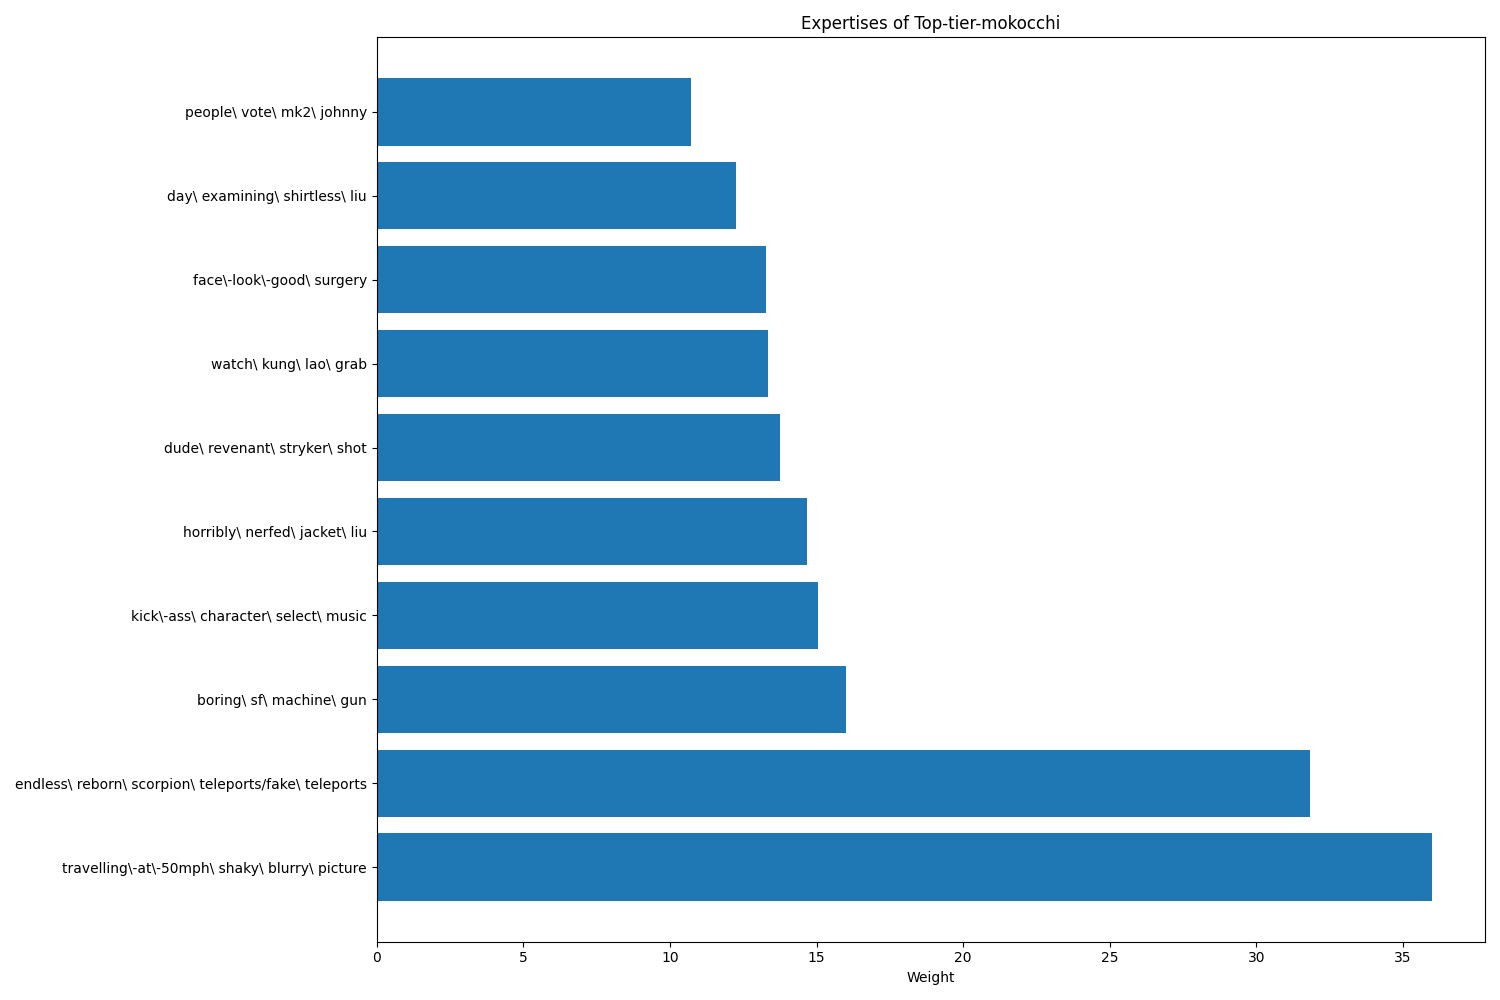 Expertises of Top-tier-mokocchi
people\ vote\ mk2\ johnny
day\ examining\ shirtless\ liu
face\-look\-good\ surgery
watch\ kung\ lao\ grab
dude\ revenant\ stryker\ shot
horribly\ nerfed\ jacket\ liu
kick\-ass\ character\ select\ music
boring\ sf\ machine\ gun
endless\ reborn\ scorpion\ teleports/fake\ teleports
travelling\-at\-50mph\ shaky\ blurry\ picture
0 5 10 15 20 25 30 35
Weight